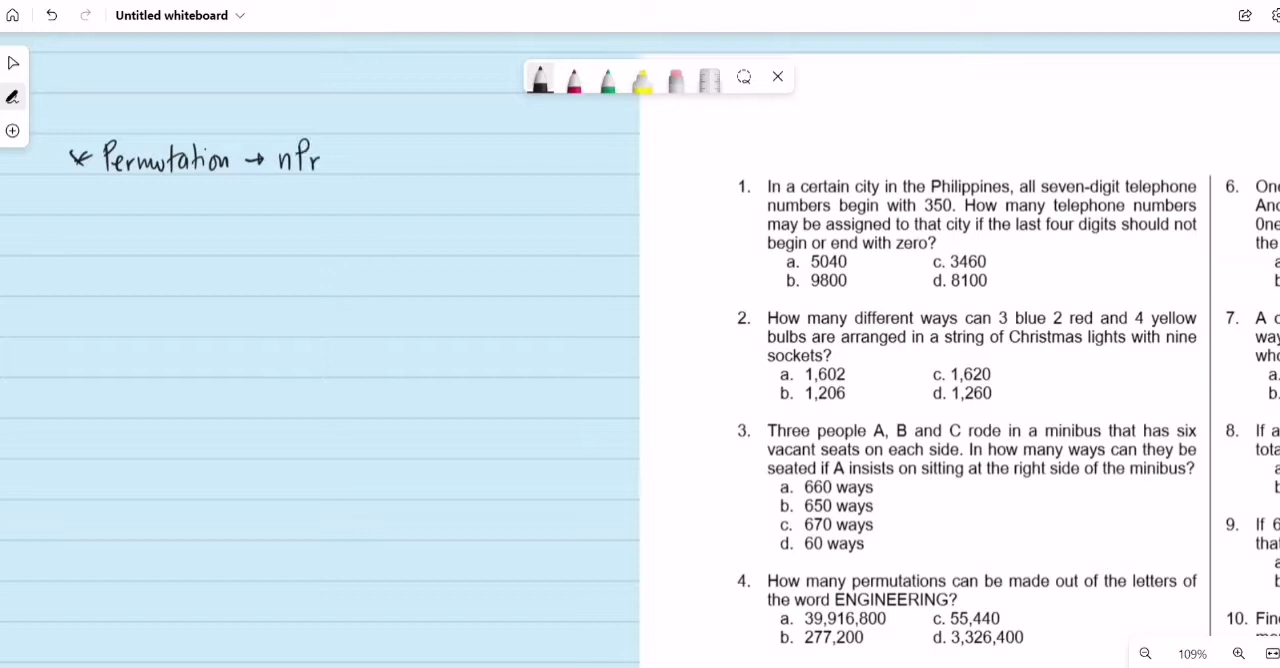 Untitled whiteboard
* Permutation → nPr
1. In a certain city in the Philippines, all seven-digit telephone
numbers begin with 350. How many telephone numbers
may be assigned to that city if the last four digits should not
begin or end with zero?
a. 5040 c. 3460
b. 9800 d. 8100
2. How many different ways can 3 blue 2 red and 4 yellow
bulbs are arranged in a string of Christmas lights with nine
sockets?
a. 1,602 c. 1,620
b. 1,206 d. 1,260
3. Three people A, B and C rode in a minibus that has six
vacant seats on each side. In how many ways can they be
seated if A insists on sitting at the right side of the minibus?
a. 660 ways
b. 650 ways
c. 670 ways
d. 60 ways
4. How many permutations can be made out of the letters of
the word ENGINEERING?
a. 39,916,800 c. 55,440
b. 277,200 d. 3,326,400
6. One
the
7. A
8. If a
9. If 6
10.
109%